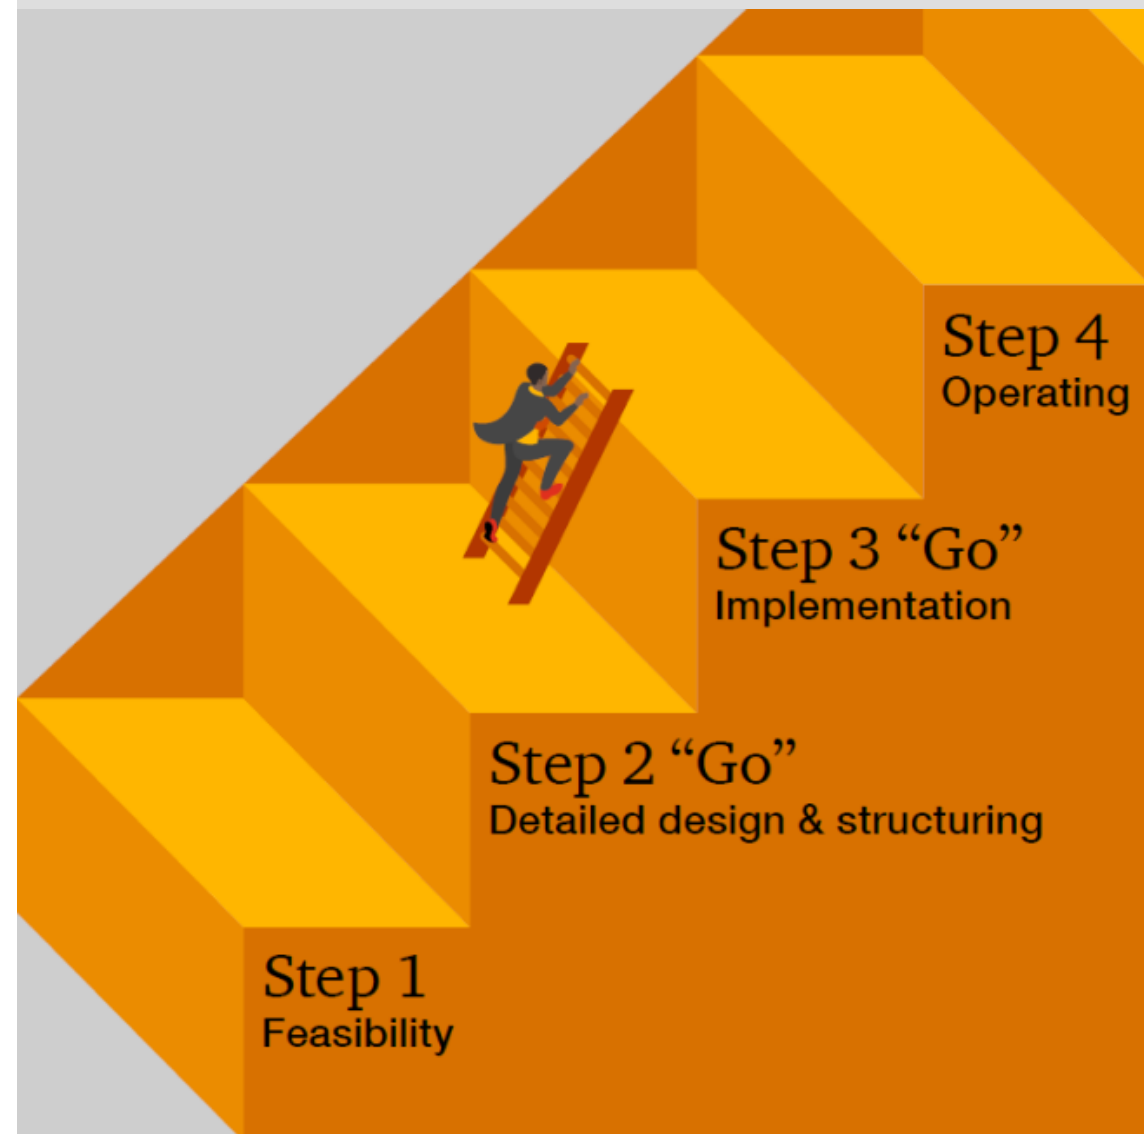 Step 4
Operating
Step 3 “Go”
Implementation
Step 2 “Go”
Detailed design & structuring
Step 1
Feasibility